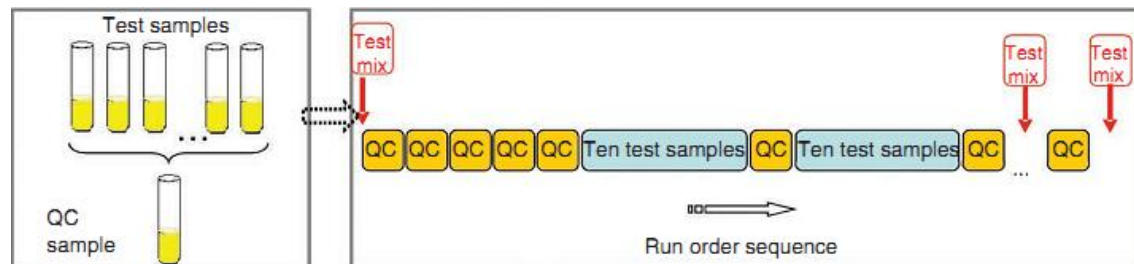 Test samples
...
QC
sample
Test
mix
Test
mix
Test
mix
QC
QC
QC
QC
QC
Ten test samples
QC
Ten test samples
QC
...
QC
Run order sequence